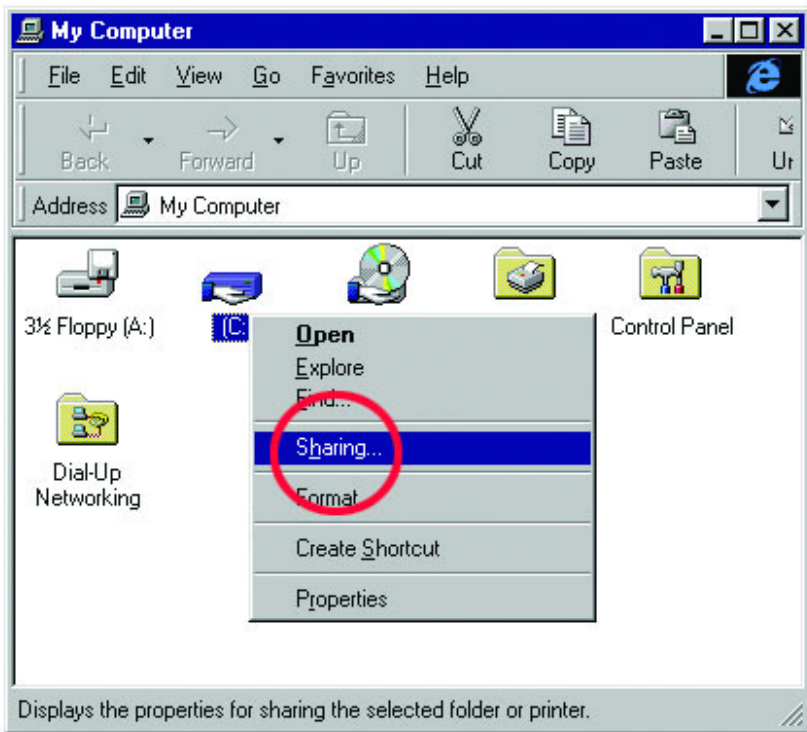 My Computer
File Edit View Go Favorites Help
Back Forward Up Cut Copy Paste
Address My Computer
3½ Floppy (A:) (C: Control Panel
Open
Explore
Find...
Sharing...
Format
Create Shortcut
Properties
Dial-Up
Networking
Displays the properties for sharing the selected folder or printer.